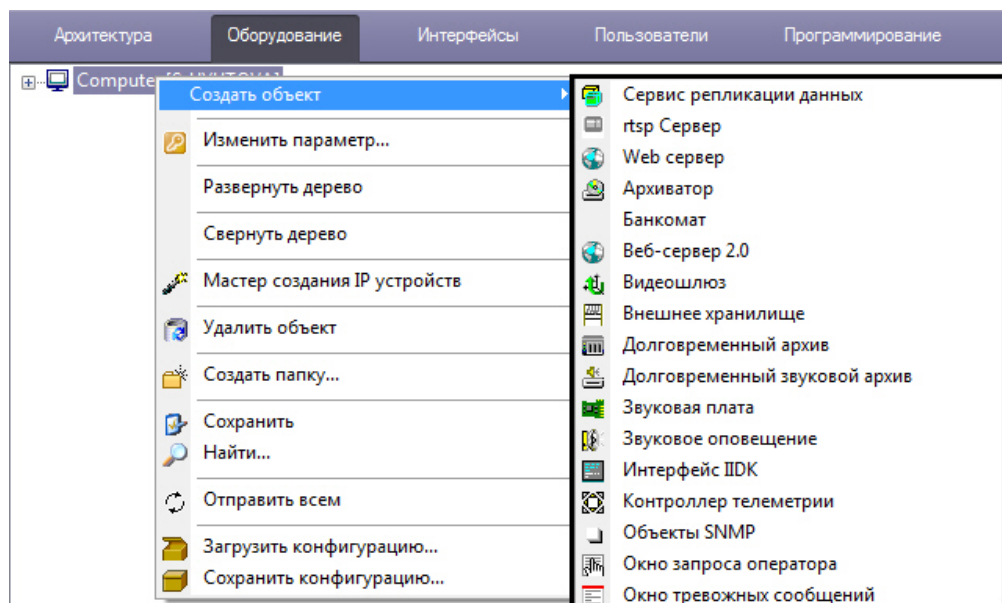 Архитектура Оборудование Интерфейсы Пользователи Программирование
Computer
Создать объект
Изменить параметр...
Развернуть дерево
Свернуть дерево
Мастер создания IP устройств
Удалить объект
Создать папку...
Сохранить
Найти...
Отправить всем
Загрузить конфигурацию...
Сохранить конфигурацию...
Сервис репликации данных
rtsp Сервер
Web сервер
Архиватор
Банкомат
Веб-сервер 2.0
Видеошлюз
Внешнее хранилище
Долговременный архив
Долговременный звуковой архив
Звуковая плата
Звуковое оповещение
Интерфейс IIDK
Контроллер телеметрии
Объекты SNMP
Окно запроса оператора
Окно тревожных сообщений